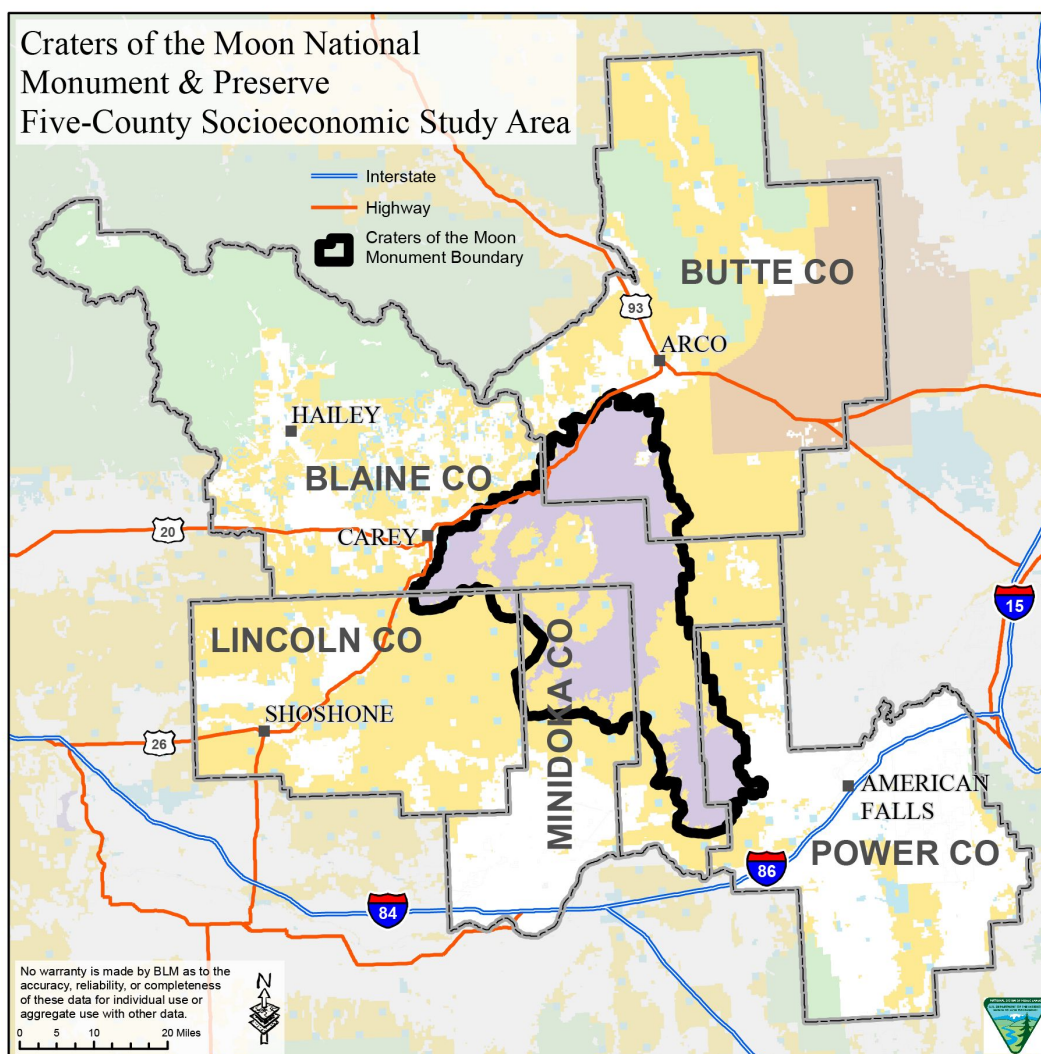 Craters of the Moon National
Monument & Preserve
Five-County Socioeconomic Study Area
Interstate
Highway
Craters of the Moon
Monument Boundary
BUTTE CO
93
ARCO
HAILEY
BLAINE CO
20
CAREY
15
LINCOLN CO
MINIDOKA CO
SHOSHONE
26
AMERICAN
FALLS
POWER CO
86
84
No warranty is made by BLM as to the
accuracy, reliability, or completeness
of these data for individual use or
aggregate use with other data.
N
0 5 10 20 Miles